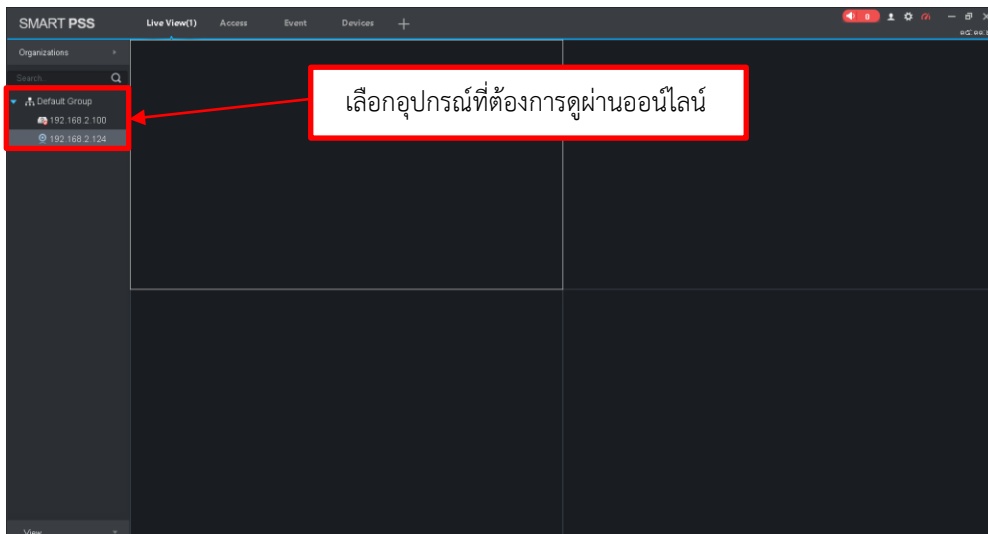 SMART PSS
Live View(1) Access Event Devices
0
Organizations
Search...
Default Group
192.168.2.100
192.168.2.124
เลือกอุปกรณ์ที่ต้องการดูผ่านออน์ไลน์
View